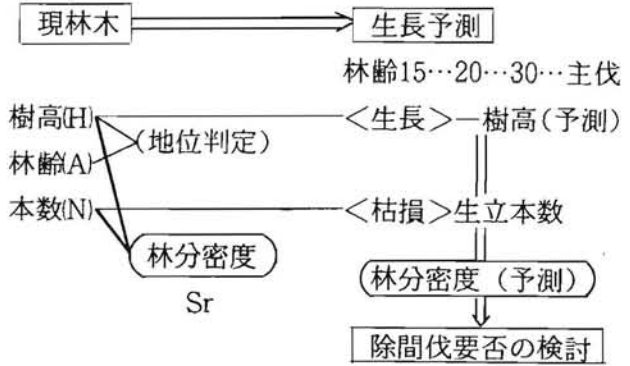 現林木 生長予測
林齢15…20…30…主伐
樹高(H) <生長> 樹高(予測)
(地位判定)
林齢(A)
本数(N) <枯損>生立本数
林分密度
Sr
林分密度(予測)
除間伐要否の検討